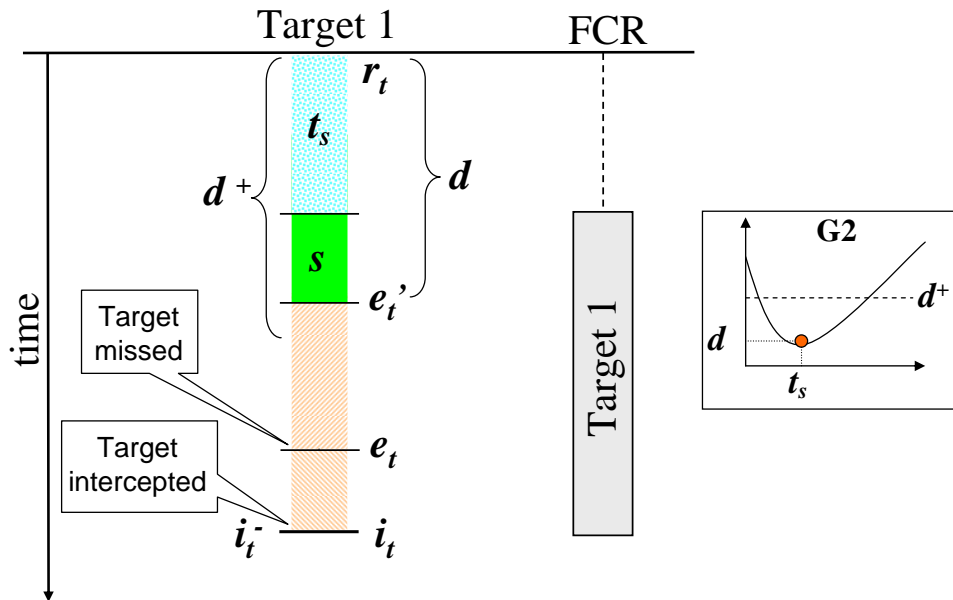 Target 1
FCR
r_t
t_s
d
d +
s
e_t’
Target
missed
Target
intercepted
e_t
i_t^-
i_t
time
Target 1
G2
d^+
d
t_s